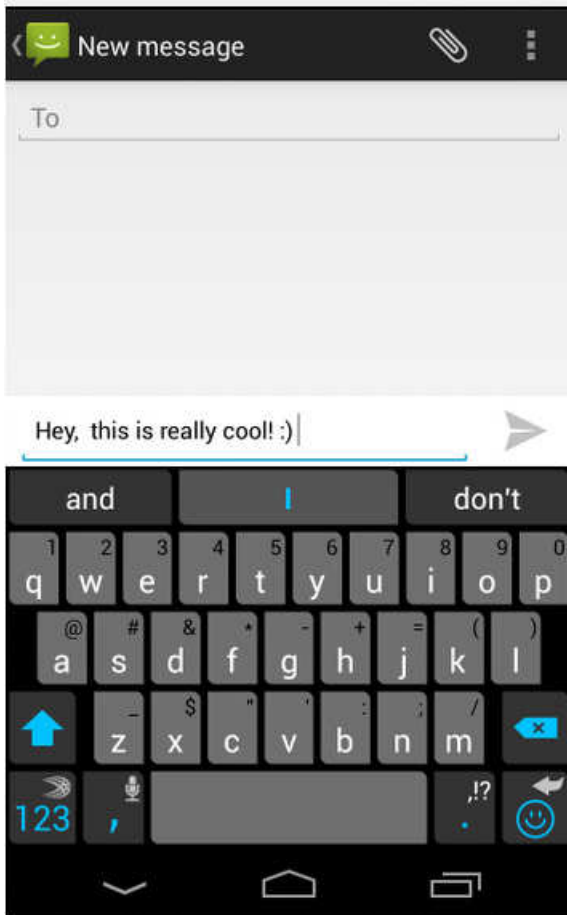 New message
To
Hey,  this is really cool! :)
and I don't
1 2 3 4 5 6 7 8 9 0
q w e r t y u i o p
@ # & * - + = ( )
a s d f g h j k l
_ $ " ' : ; /
z x c v b n m
,!?
123 , .